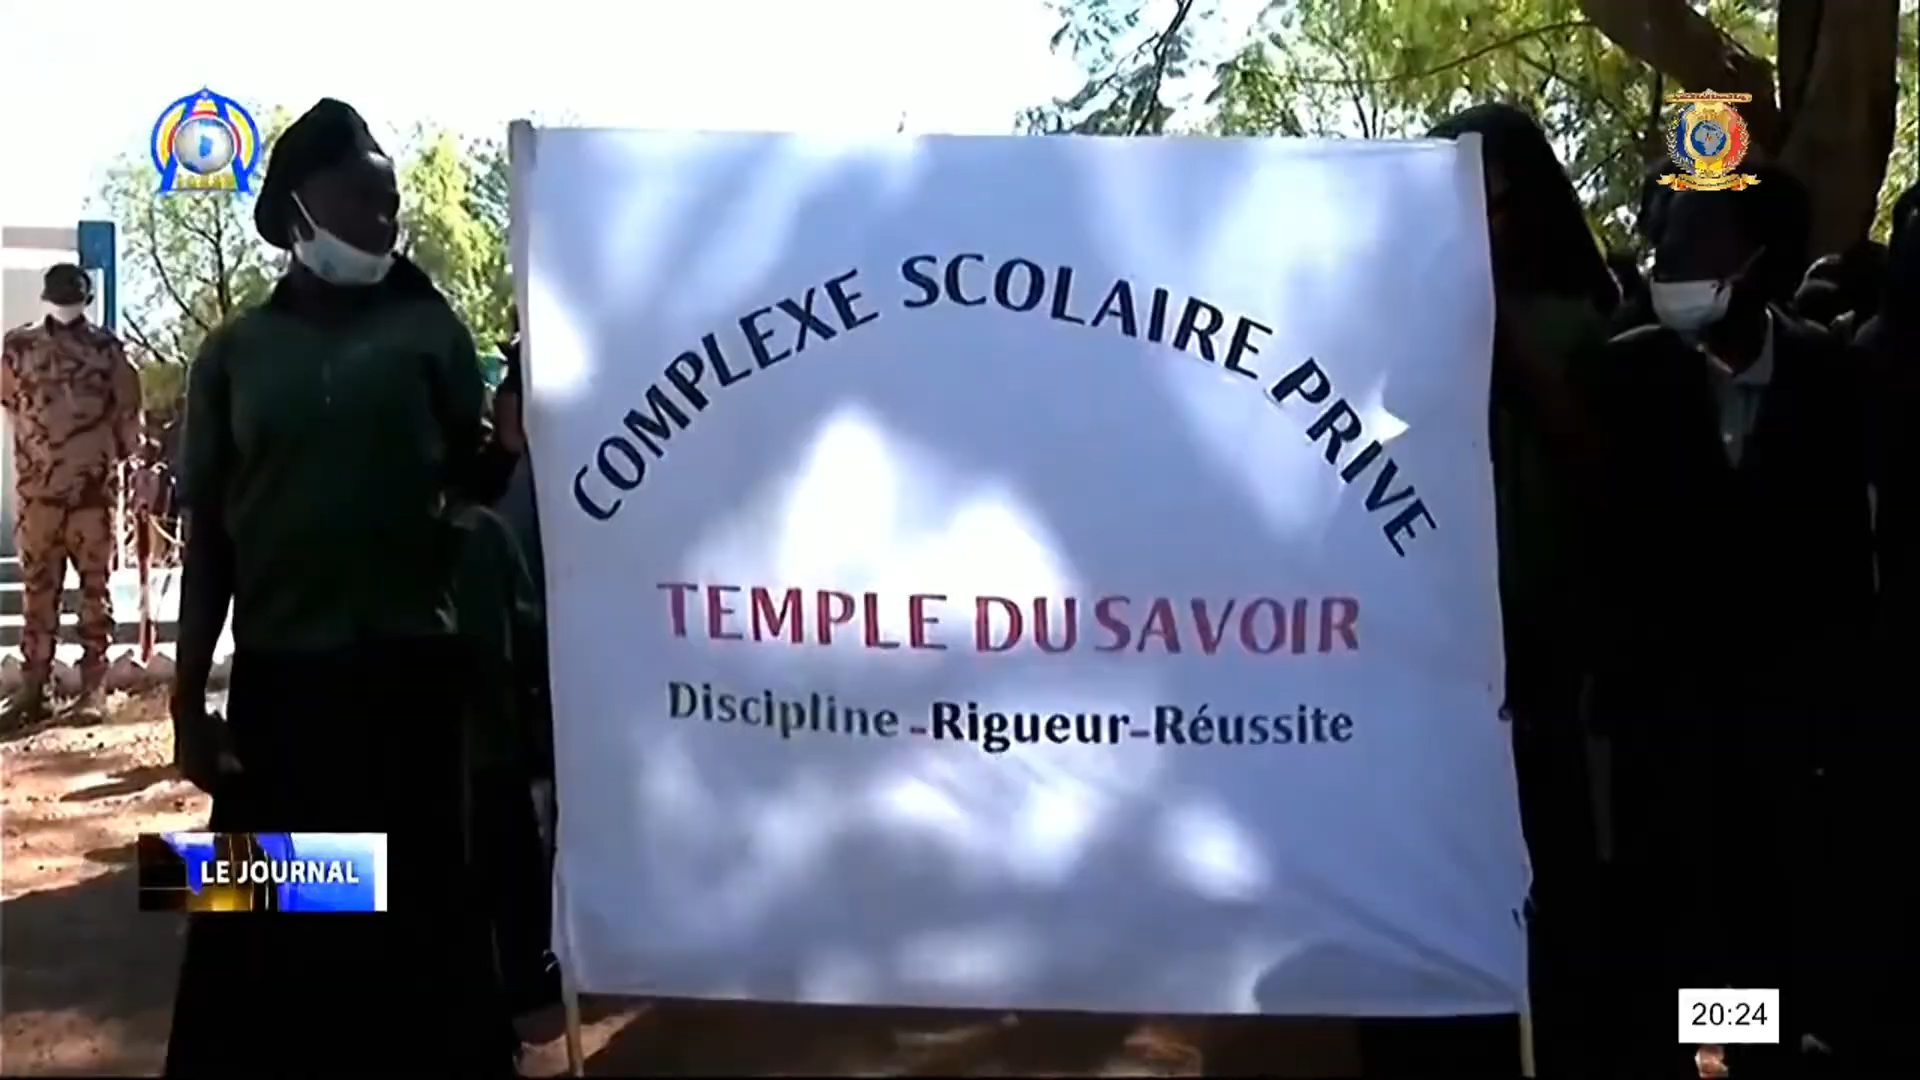 COMPLEXE SCOLAIRE PRIVE
TEMPLE DU SAVOIR
Discipline-Rigueur-Réussite
LE JOURNAL
20:24